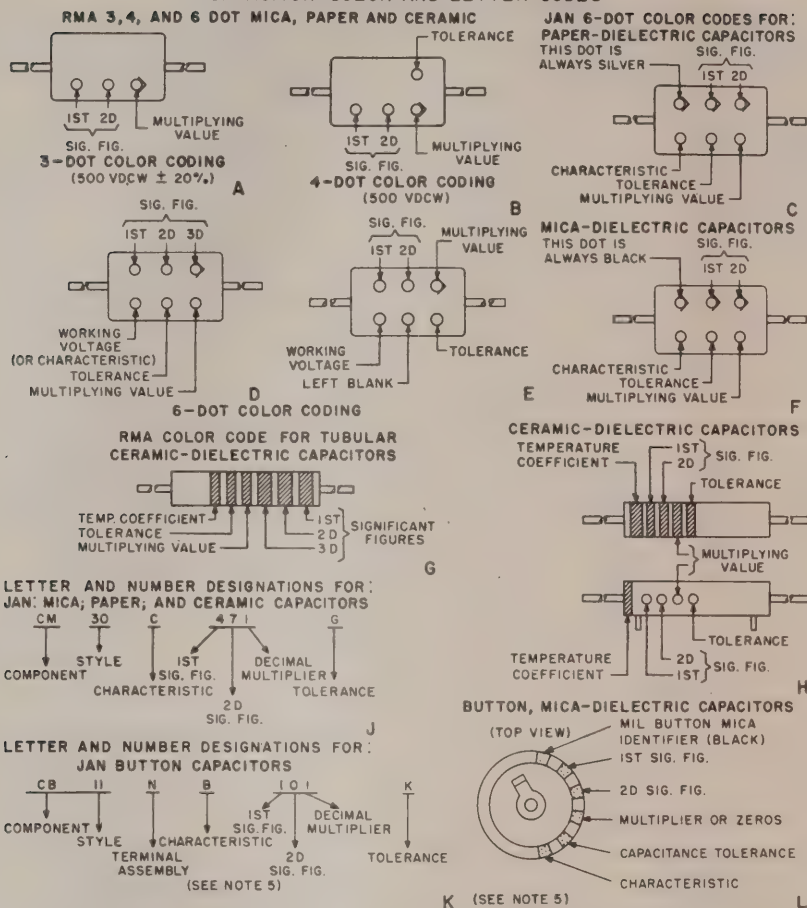 RMA 3,4, AND 6 DOT MICA, PAPER AND CERAMIC
TOLERANCE
1ST 2D
SIG. FIG.
MULTIPLYING
VALUE
3-DOT COLOR CODING
(500 VDCW ± 20%)
A
1ST 2D
SIG. FIG.
MULTIPLYING
VALUE
4-DOT COLOR CODING
(500 VDCW)
B
JAN 6-DOT COLOR CODES FOR:
PAPER-DIELECTRIC CAPACITORS
THIS DOT IS
ALWAYS SILVER
SIG. FIG.
1ST 2D
CHARACTERISTIC
TOLERANCE
MULTIPLYING VALUE
C
SIG. FIG.
1ST 2D 3D
WORKING
VOLTAGE
(OR CHARACTERISTIC)
TOLERANCE
MULTIPLYING VALUE
D
SIG. FIG.
1ST 2D
MULTIPLYING
VALUE
WORKING
VOLTAGE
LEFT BLANK
TOLERANCE
E
6-DOT COLOR CODING
MICA-DIELECTRIC CAPACITORS
THIS DOT IS
ALWAYS BLACK
SIG. FIG.
1ST 2D
CHARACTERISTIC
TOLERANCE
MULTIPLYING VALUE
F
RMA COLOR CODE FOR TUBULAR
CERAMIC-DIELECTRIC CAPACITORS
TEMP. COEFFICIENT
TOLERANCE
MULTIPLYING VALUE
1ST
2D
3D
SIGNIFICANT
FIGURES
G
CERAMIC-DIELECTRIC CAPACITORS
TEMPERATURE
COEFFICIENT
1ST
2D
SIG. FIG.
TOLERANCE
MULTIPLYING
VALUE
TOLERANCE
TEMPERATURE
COEFFICIENT
2D
1ST
SIG. FIG.
H
LETTER AND NUMBER DESIGNATIONS FOR:
JAN: MICA; PAPER; AND CERAMIC CAPACITORS
CM 30 C 471 G
COMPONENT
STYLE
CHARACTERISTIC
1ST
SIG. FIG.
2D
SIG. FIG.
DECIMAL
MULTIPLIER
TOLERANCE
J
LETTER AND NUMBER DESIGNATIONS FOR:
JAN BUTTON CAPACITORS
CB 11 N B 101 K
COMPONENT
STYLE
TERMINAL
ASSEMBLY
CHARACTERISTIC
(SEE NOTE 5)
1ST
SIG. FIG.
2D
SIG. FIG.
DECIMAL
MULTIPLIER
TOLERANCE
K
BUTTON, MICA-DIELECTRIC CAPACITORS
(TOP VIEW)
MIL BUTTON MICA
IDENTIFIER (BLACK)
1ST SIG. FIG.
2D SIG. FIG.
MULTIPLIER OR ZEROS
CAPACITANCE TOLERANCE
CHARACTERISTIC
(SEE NOTE 5)
L